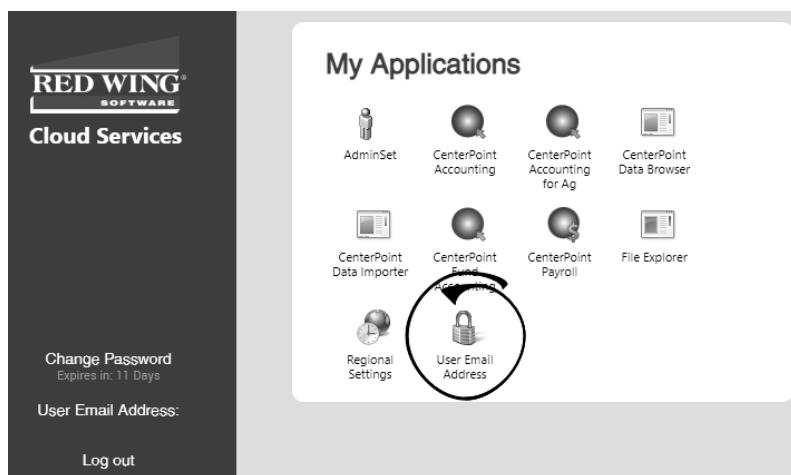 RED WING®
SOFTWARE
Cloud Services
Change Password
Expires in: 11 Days
User Email Address:
Log out
My Applications
AdminSet
CenterPoint
Accounting
CenterPoint
Accounting
for Ag
CenterPoint
Data Browser
CenterPoint
Data Importer
CenterPoint
Fund
Accounting
CenterPoint
Payroll
File Explorer
Regional
Settings
User Email
Address